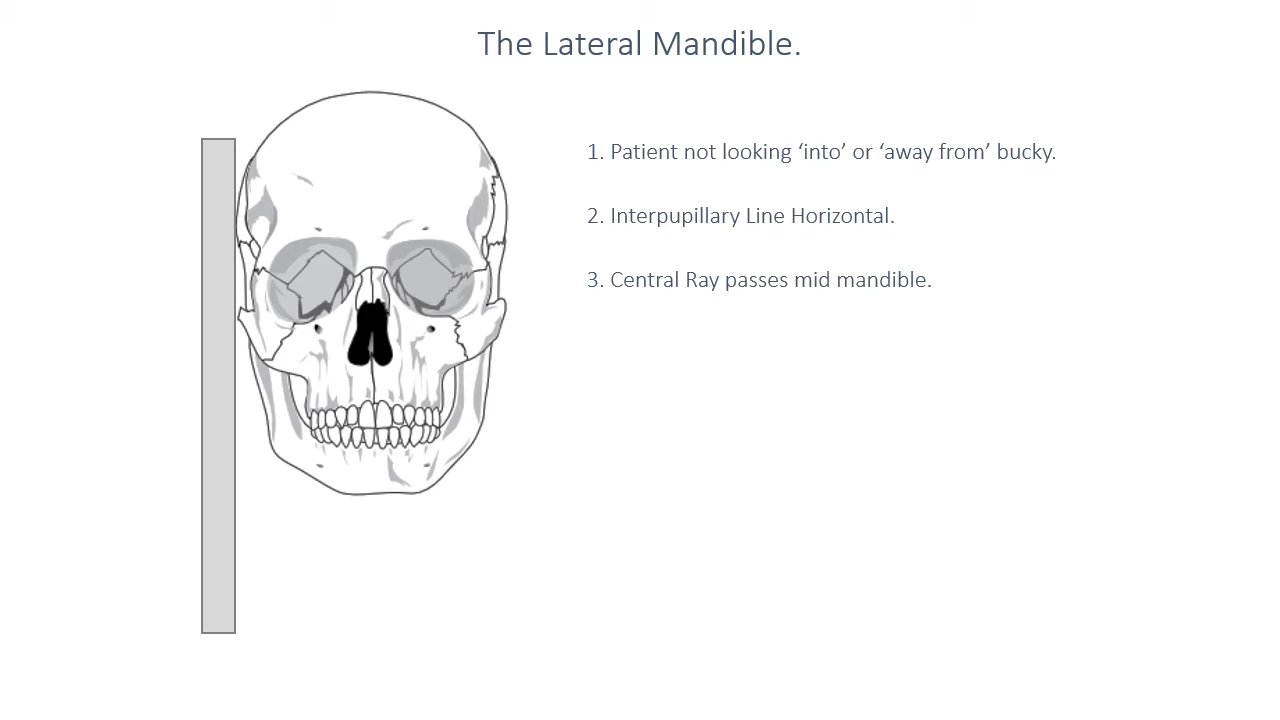 The Lateral Mandible.
1. Patient not looking ‘into’ or ‘away from’ bucky.
2. Interpupillary Line Horizontal.
3. Central Ray passes mid mandible.